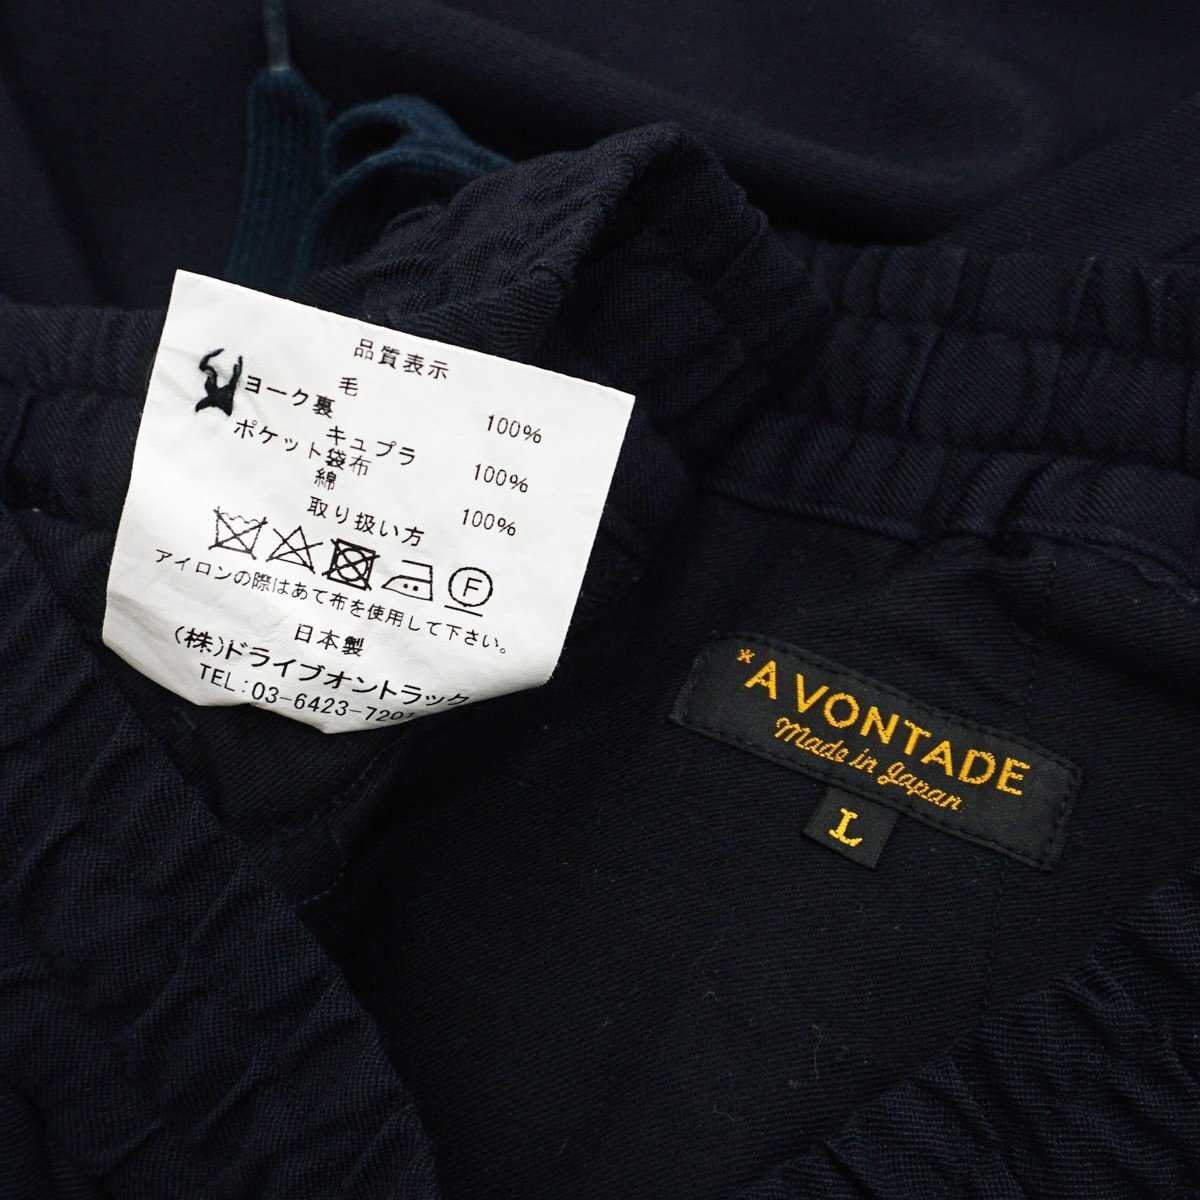 品質表示
毛 100%
ヨーク裏
キュプラ 100%
ポケット袋布
綿 100%
取り扱い方
F
アイロンの際はあて布を使用して下さい。
日本製
(株)ドライブオントラック
TEL:03-6423-7201
*A VONTADE
Made in Japan
L